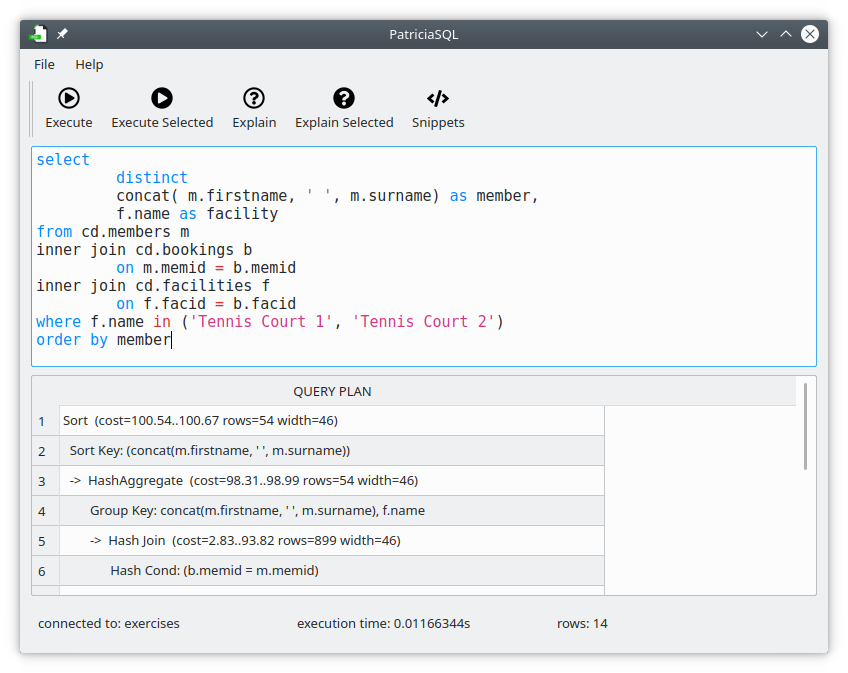 PatriciaSQL
File Help
Execute Execute Selected Explain Explain Selected Snippets
select
distinct
concat( m.firstname, ' ', m.surname) as member,
f.name as facility
from cd.members m
inner join cd.bookings b
on m.memid = b.memid
inner join cd.facilities f
on f.facid = b.facid
where f.name in ('Tennis Court 1', 'Tennis Court 2')
order by member
QUERY PLAN
1 Sort (cost=100.54..100.67 rows=54 width=46)
2 Sort Key: (concat(m.firstname, ' ', m.surname))
3 -> HashAggregate (cost=98.31..98.99 rows=54 width=46)
4 Group Key: concat(m.firstname, ' ', m.surname), f.name
5 -> Hash Join (cost=2.83..93.82 rows=899 width=46)
6 Hash Cond: (b.memid = m.memid)
connected to: exercises execution time: 0.01166344s rows: 14